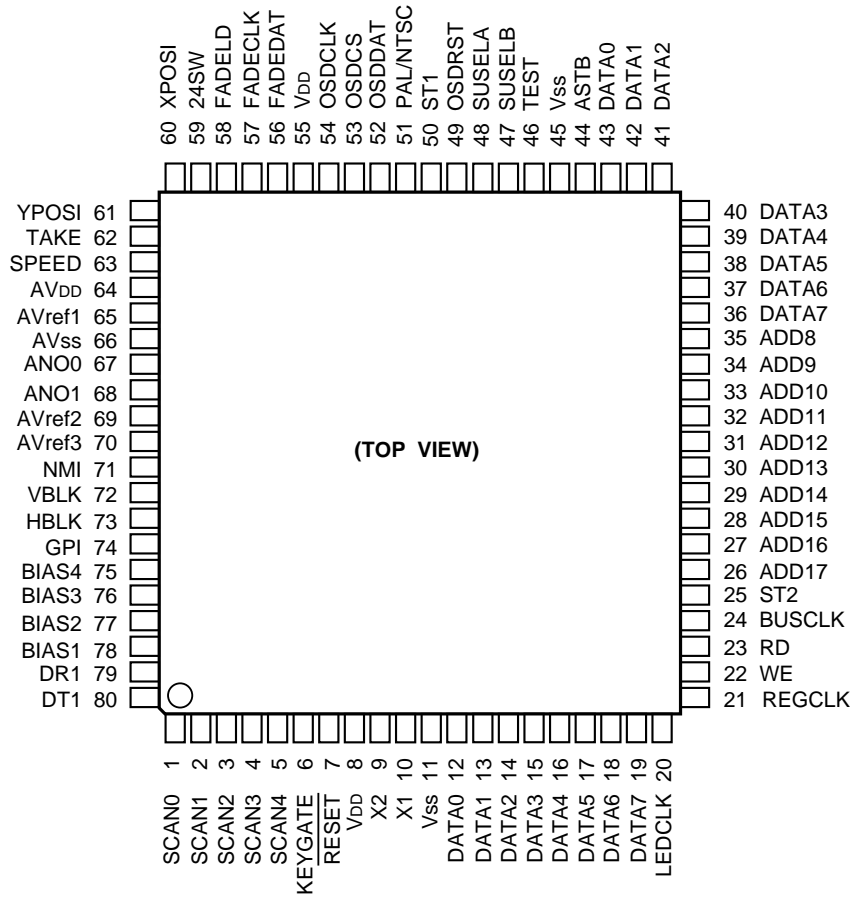 60 XPOSI
59 24SW
58 FADELD
57 FADECLK
56 FADEDAT
55 VDD
54 OSDCLK
53 OSDCS
52 OSDDAT
51 PAL/NTSC
50 ST1
49 OSDRST
48 SUSELA
47 SUSELB
46 TEST
45 Vss
44 ASTB
43 DATA0
42 DATA1
41 DATA2
YPOSI 61
TAKE 62
SPEED 63
AVDD 64
AVref1 65
AVss 66
ANO0 67
ANO1 68
AVref2 69
AVref3 70
NMI 71
VBLK 72
HBLK 73
GPI 74
BIAS4 75
BIAS3 76
BIAS2 77
BIAS1 78
DR1 79
DT1 80
(TOP VIEW)
40 DATA3
39 DATA4
38 DATA5
37 DATA6
36 DATA7
35 ADD8
34 ADD9
33 ADD10
32 ADD11
31 ADD12
30 ADD13
29 ADD14
28 ADD15
27 ADD16
26 ADD17
25 ST2
24 BUSCLK
23 RD
22 WE
21 REGCLK
SCAN0 1
SCAN1 2
SCAN2 3
SCAN3 4
SCAN4 5
KEYGATE 6
RESET 7
VDD 8
X2 9
X1 10
Vss 11
DATA0 12
DATA1 13
DATA2 14
DATA3 15
DATA4 16
DATA5 17
DATA6 18
DATA7 19
LEDCLK 20